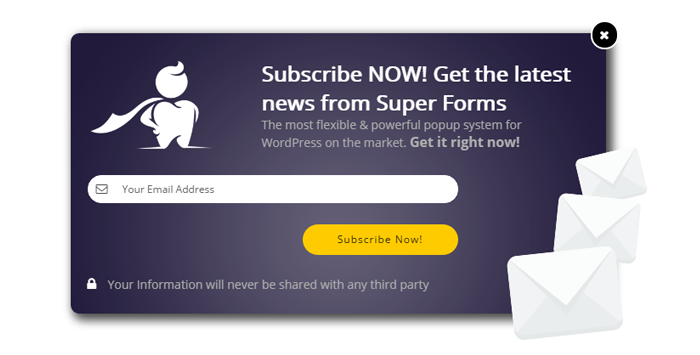 Subscribe NOW! Get the latest
news from Super Forms
The most flexible & powerful popup system for
WordPress on the market. Get it right now!
Your Email Address
Subscribe Now!
Your Information will never be shared with any third party